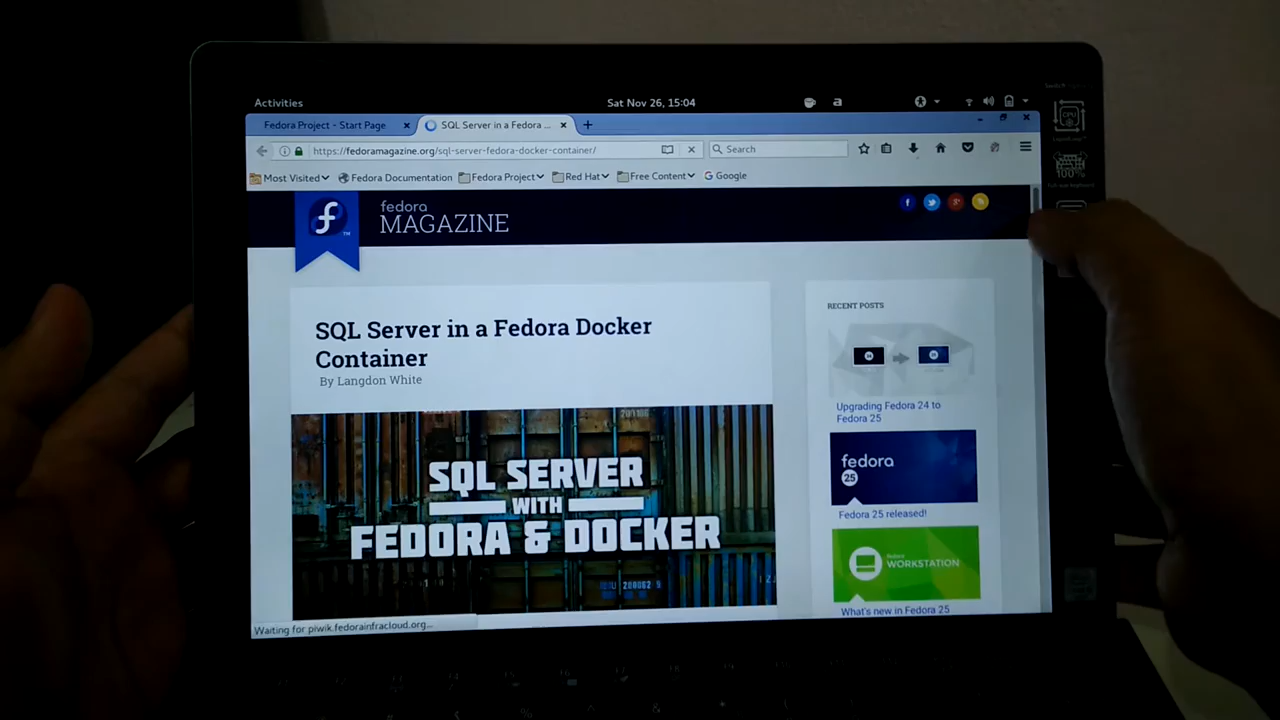 Activities
Sat Nov 26, 15:04
a
Fedora Project - Start Page
SQL Server in a Fedora ...
https://fedoramagazine.org/sql-server-fedora-docker-container/
Search
Most Visited
Fedora Documentation
Fedora Project
Red Hat
Free Content
Google
fedora
MAGAZINE
SQL Server in a Fedora Docker
Container
By Langdon White
SQL SERVER
WITH
FEDORA & DOCKER
RECENT POSTS
Upgrading Fedora 24 to
Fedora 25
fedora
25
Fedora 25 released!
fedora
WORKSTATION
What's new in Fedora 25
Waiting for piwik.fedorainfracloud.org...
100%